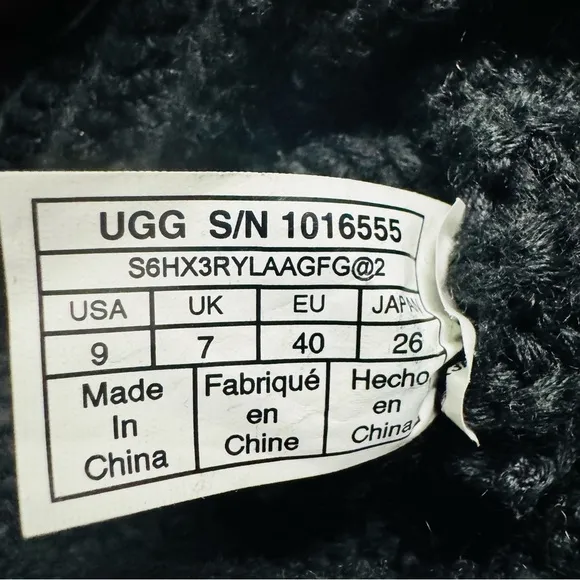 UGG S/N 1016555
S6HX3RYLAAGFG@2
USA UK EU JAPAN
9 7 40 26
Made Fabriqué Hecho
In en en
China Chine China